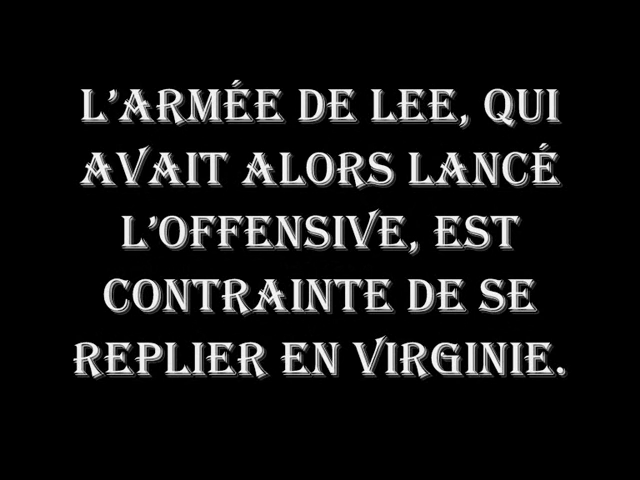 L’ARMÉE DE LEE, QUI
AVAIT ALORS LANCÉ
L’OFFENSIVE, EST
CONTRAINTE DE SE
REPLIER EN VIRGINIE.